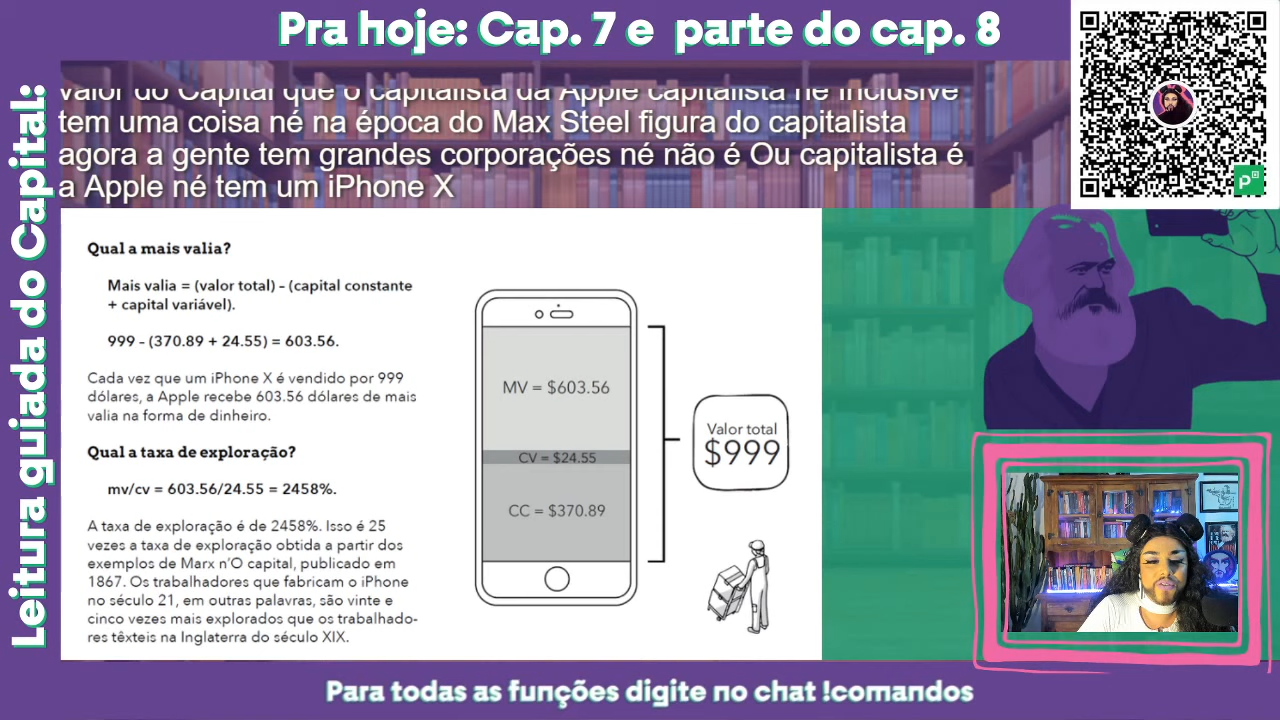 Pra hoje: Cap. 7 e parte do cap. 8
Leitura guiada do Capital:
valor do Capital que o capitalista da Apple capitalista né inclusive
tem uma coisa né na época do Max Steel figura do capitalista
agora a gente tem grandes corporações né não é Ou capitalista é
a Apple né tem um iPhone X
Qual a mais valia?
Mais valia = (valor total) – (capital constante
+ capital variável).
999 – (370.89 + 24.55) = 603.56.
Cada vez que um iPhone X é vendido por 999
dólares, a Apple recebe 603.56 dólares de mais
valia na forma de dinheiro.
Qual a taxa de exploração?
mv/cv = 603.56/24.55 = 2458%.
A taxa de exploração é de 2458%. Isso é 25
vezes a taxa de exploração obtida a partir dos
exemplos de Marx n'O capital, publicado em
1867. Os trabalhadores que fabricam o iPhone
no século 21, em outras palavras, são vinte e
cinco vezes mais explorados que os trabalhado-
res têxteis na Inglaterra do século XIX.
MV = $603.56
CV = $24.55
CC = $370.89
Valor total
$999
Para todas as funções digite no chat !comandos